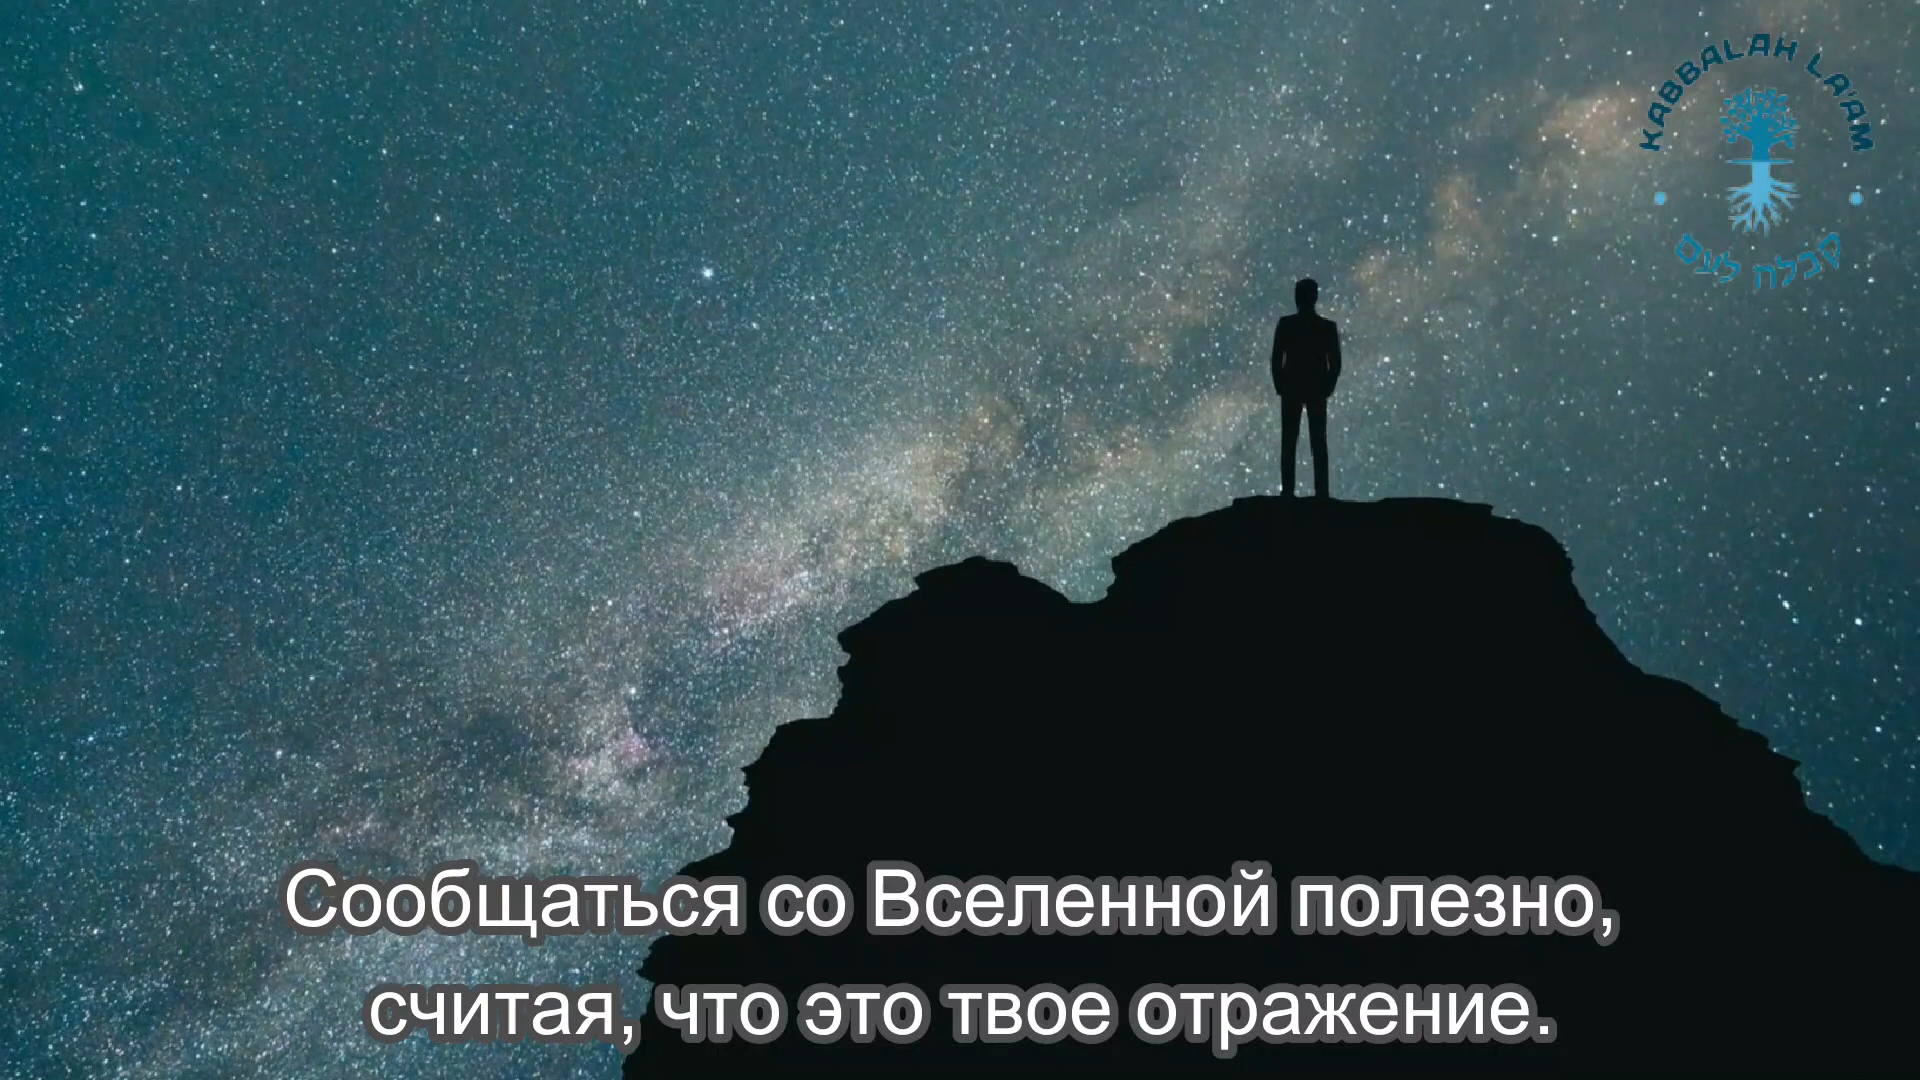 KABBALAH LA'AM
קבלה לעם
Сообщаться со Вселенной полезно,
считая, что это твое отражение.